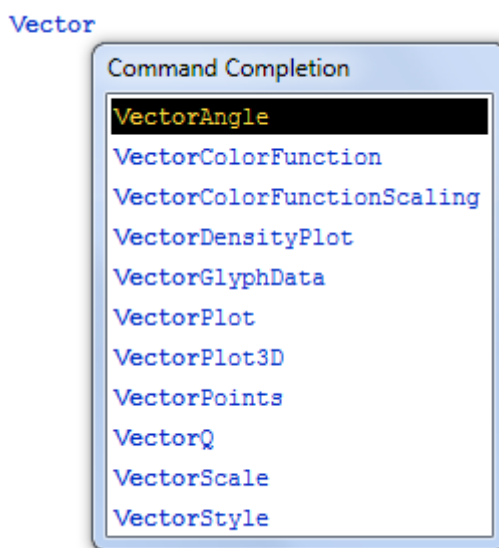 Vector
Command Completion
VectorAngle
VectorColorFunction
VectorColorFunctionScaling
VectorDensityPlot
VectorGlyphData
VectorPlot
VectorPlot3D
VectorPoints
VectorQ
VectorScale
VectorStyle